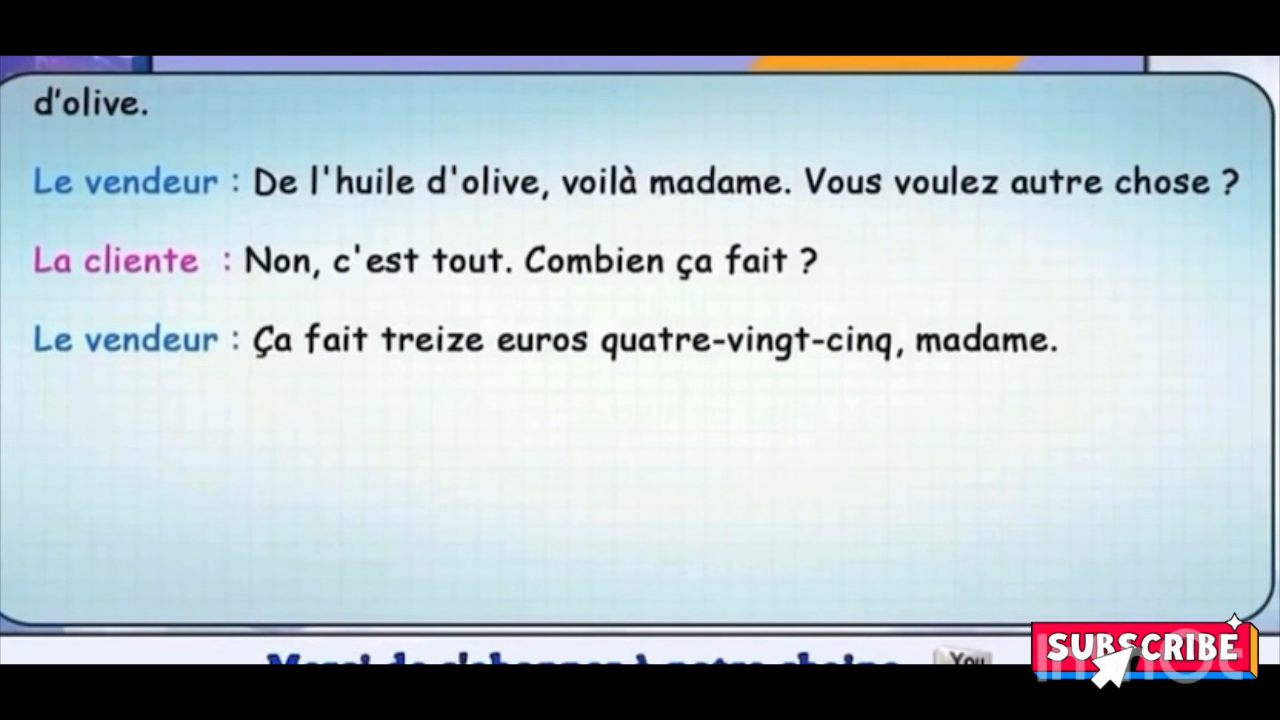 d'olive.
Le vendeur : De l'huile d'olive, voilà madame. Vous voulez autre chose ?
La cliente : Non, c'est tout. Combien ça fait ?
Le vendeur : Ça fait treize euros quatre-vingt-cinq, madame.
You
SUBSCRIBE